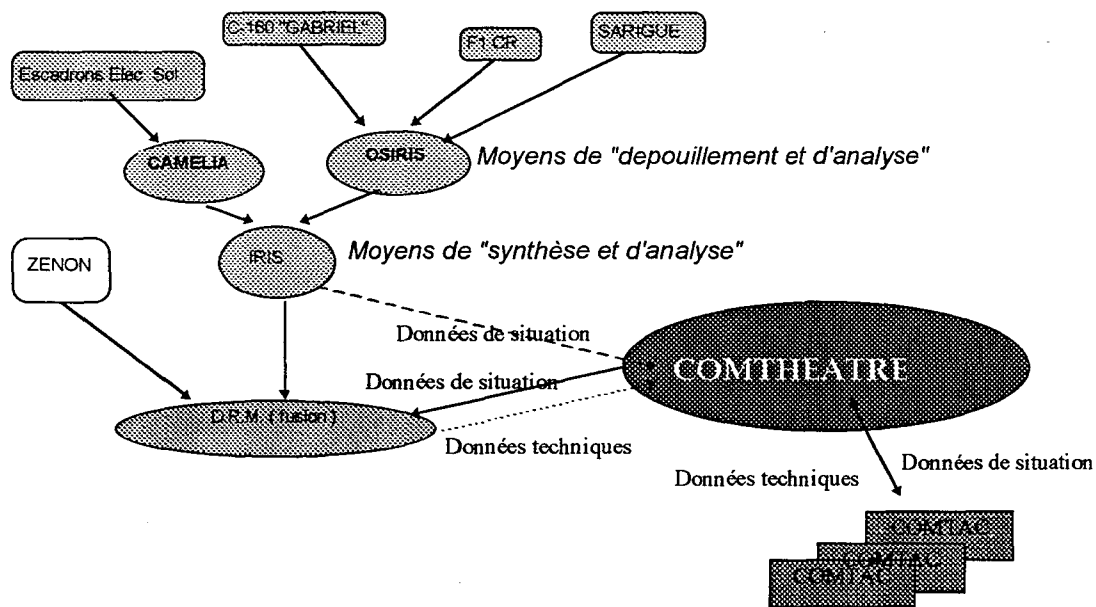 C-160 "GABRIEL"
F1 CR
SARIGUE
Escadrons Elec Sol
CAMELIA
OSIRIS
Moyens de "depouillement et d'analyse"
IRIS
Moyens de "synthèse et d'analyse"
ZENON
Données de situation
COMTHEATRE
Données de situation
D.R.M. ( fusion )
Données techniques
Données de situation
Données techniques
COMTAC
COMTAC
COMTAC